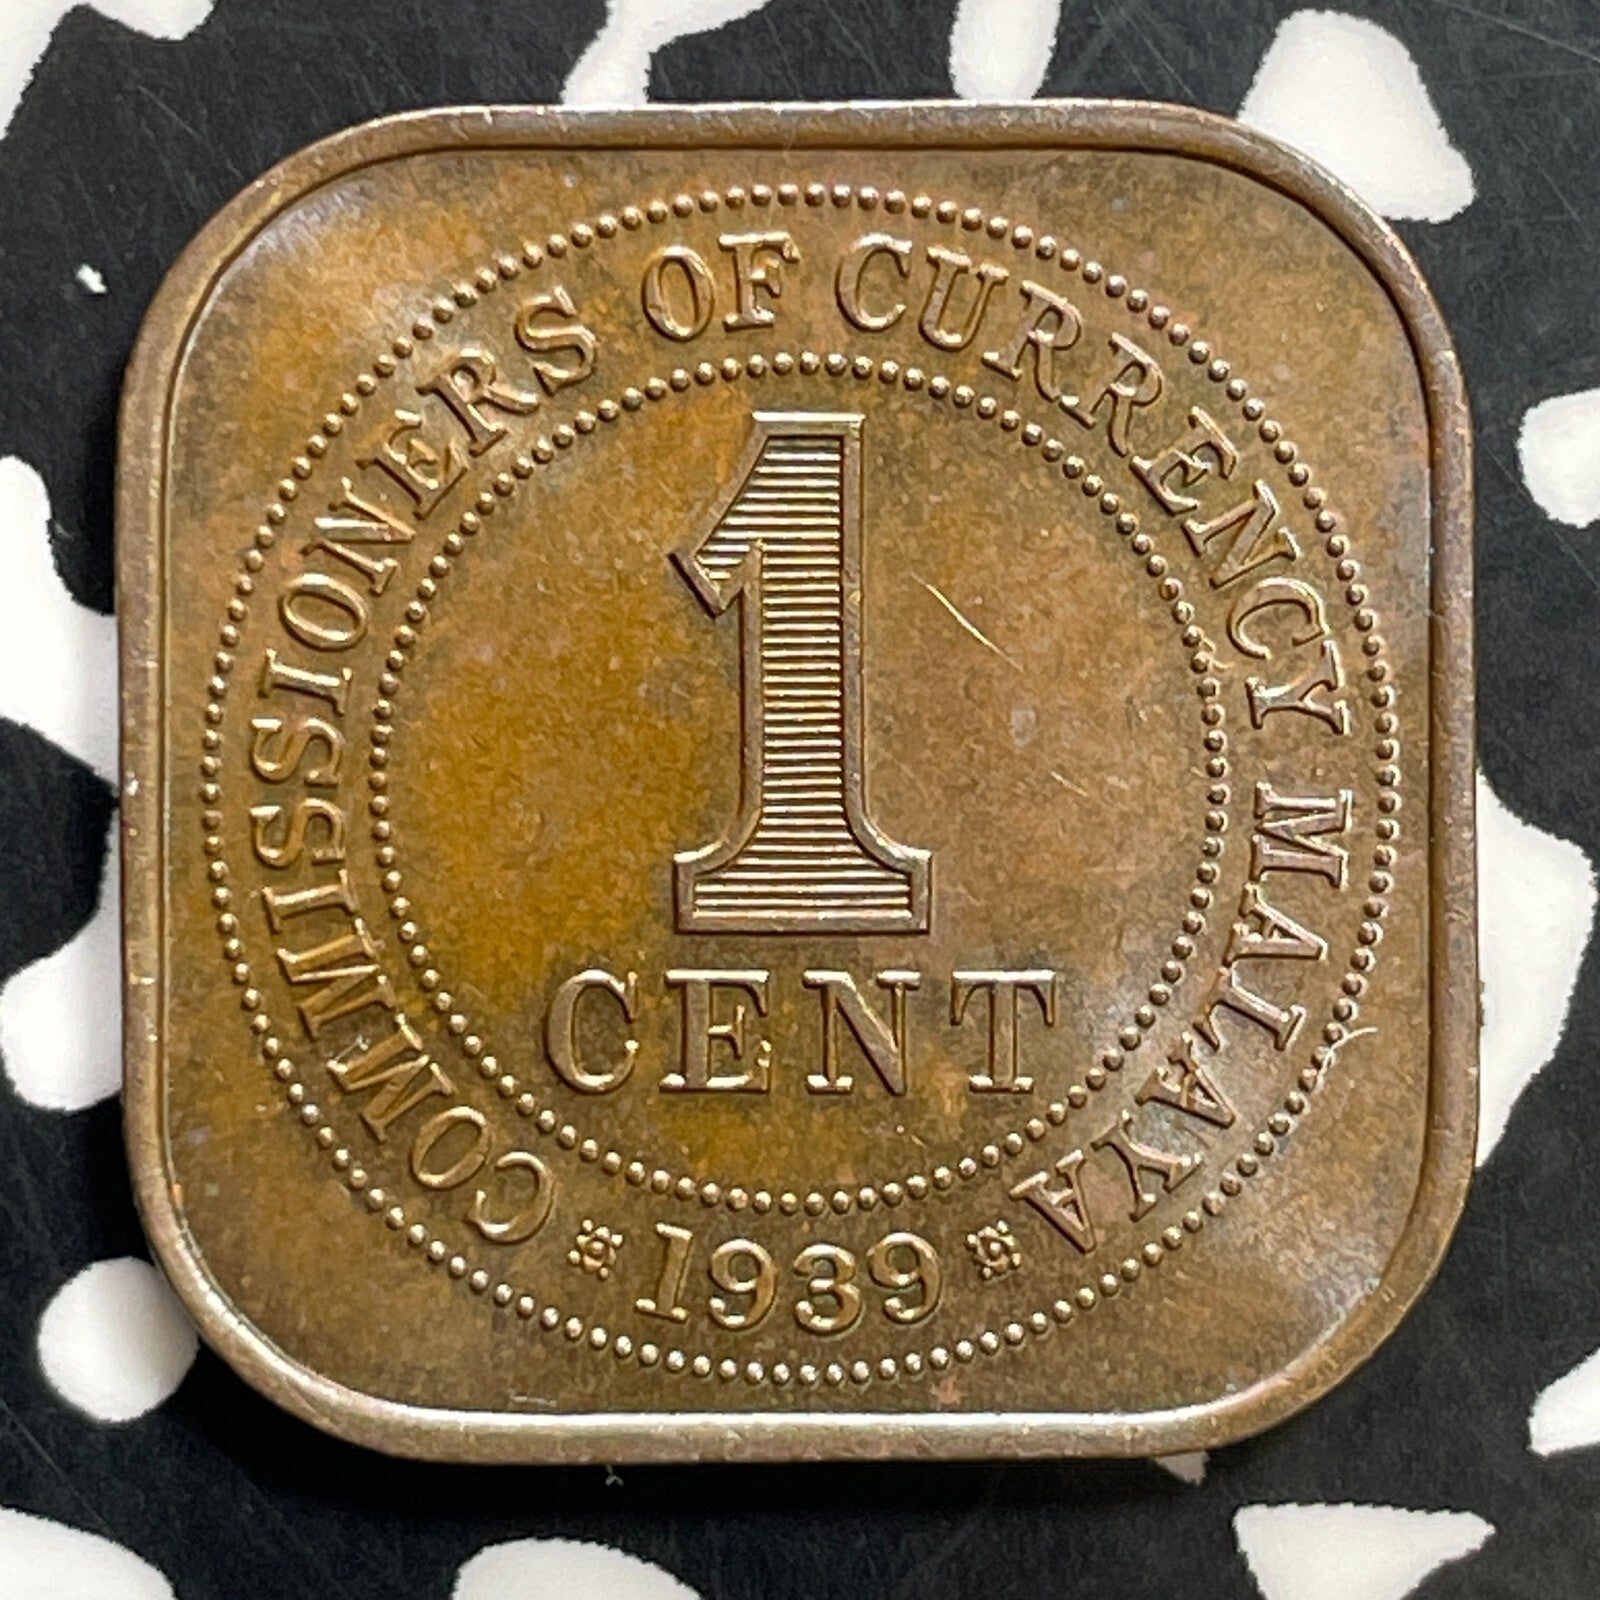 COMMISSIONERS OF CURRENCY MALAYA
1
CENT
1939